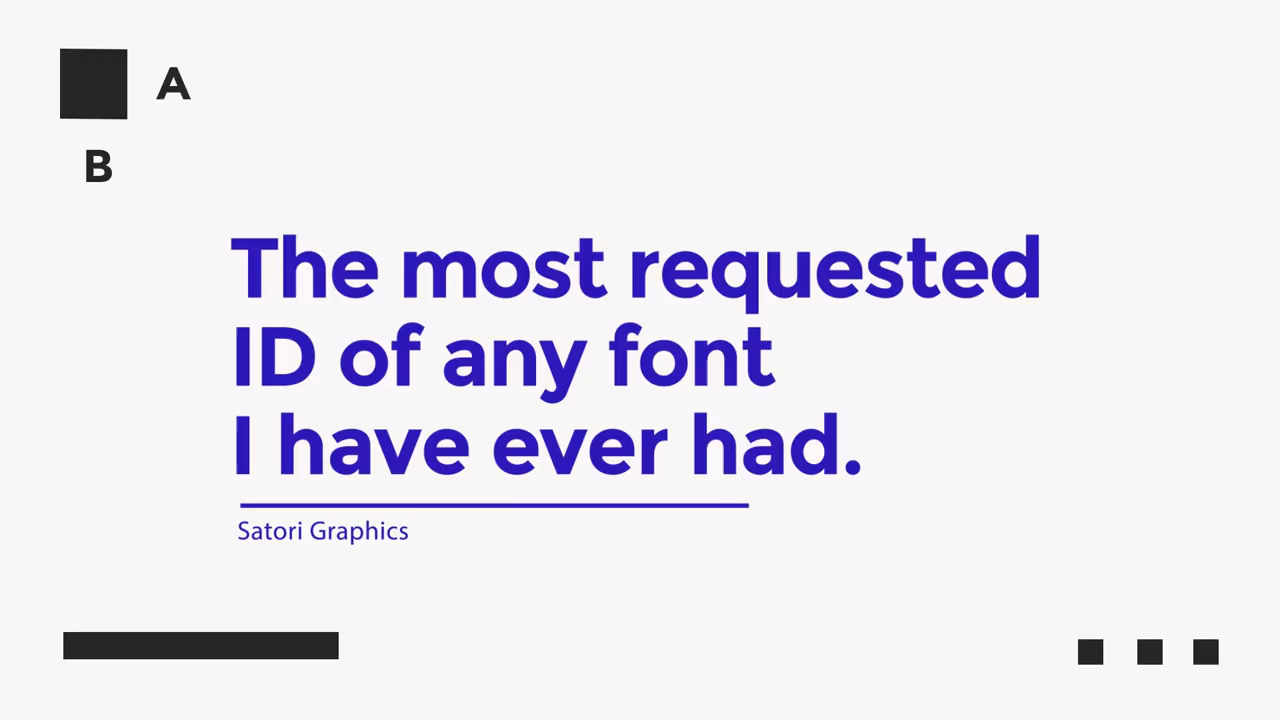 A
B
The most requested
ID of any font
I have ever had.
Satori Graphics